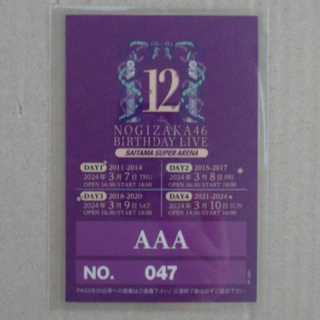 12
NOGIZAKA46
BIRTHDAY LIVE
SAITAMA SUPER ARENA
DAY1 2011-2014
2024年 3月7日 THU
OPEN 16:30/START 18:00
DAY2 2015-2017
2024年 3月8日 FRI
OPEN 16:30/START 18:00
DAY3 2018-2020
2024年 3月9日 SAT
OPEN 16:30/START 18:00
DAY4 2021-2024
2024年 3月10日 SUN
OPEN 16:30/START 18:00
AAA
NO. 047